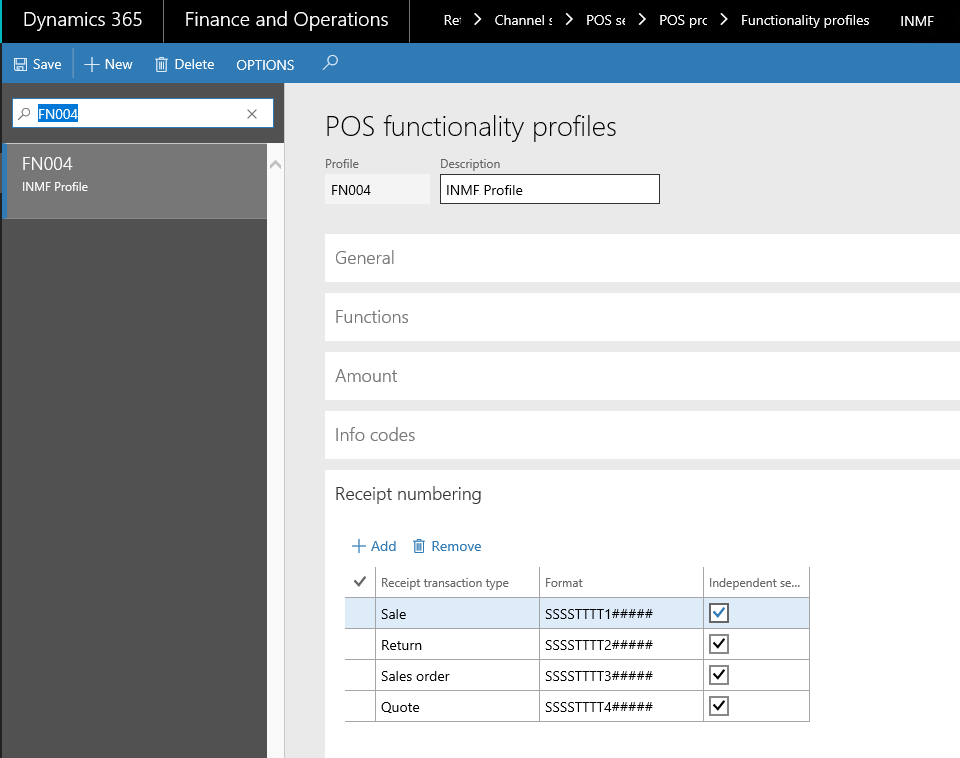 Dynamics 365 Finance and Operations Channel s POS se POS prc Functionality profiles INMF
Save New Delete OPTIONS
FN004
FN004
INMF Profile
POS functionality profiles
Profile Description
FN004 INMF Profile
General
Functions
Amount
Info codes
Receipt numbering
Add Remove
Receipt transaction type Format Independent se...
Sale SSSSTTTT1#####
Return SSSSTTTT2#####
Sales order SSSSTTTT3#####
Quote SSSSTTTT4#####